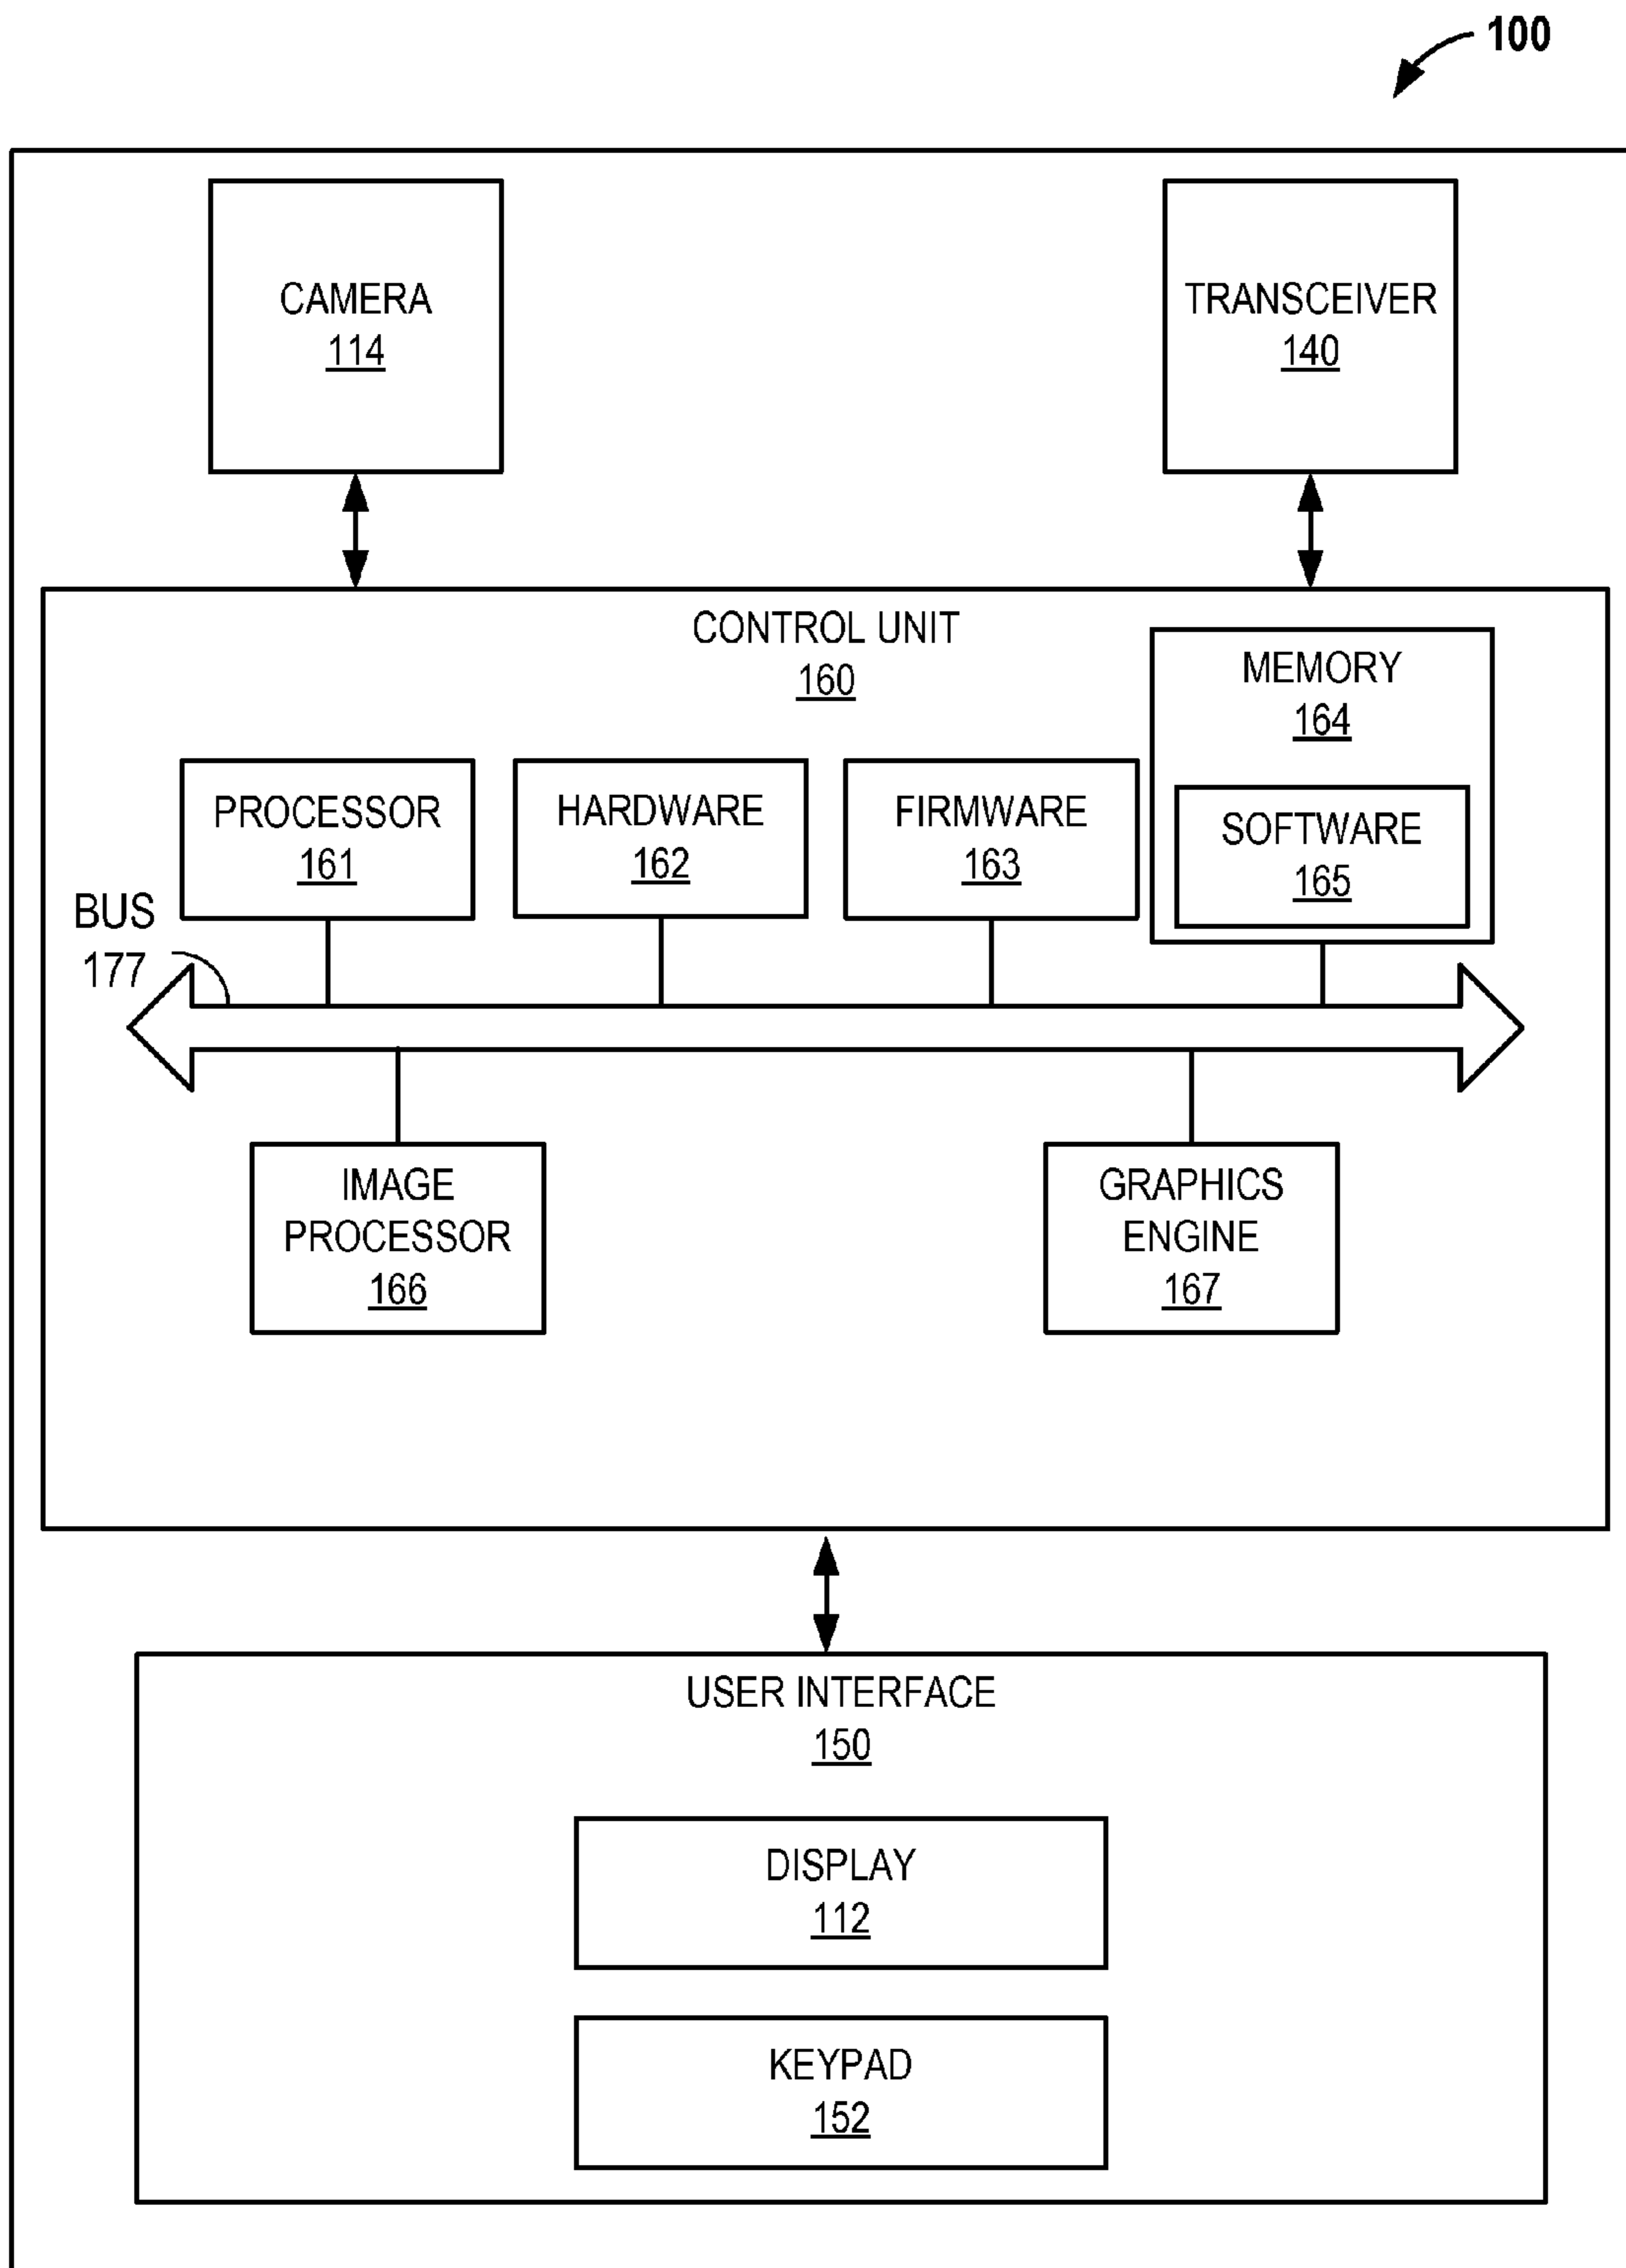 100
CAMERA
114
TRANSCEIVER
140
CONTROL UNIT
160
MEMORY
164
SOFTWARE
165
PROCESSOR
161
HARDWARE
162
FIRMWARE
163
BUS
177
IMAGE
PROCESSOR
166
GRAPHICS
ENGINE
167
USER INTERFACE
150
DISPLAY
112
KEYPAD
152